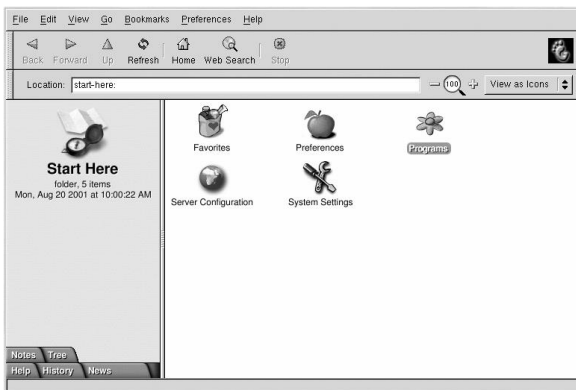 File Edit View Go Bookmarks Preferences Help
Back Forward Up Refresh Home Web Search Stop
Location: start-here: 100 View as Icons
Favorites Preferences Programs
Start Here
folder, 5 items
Mon, Aug 20 2001 at 10:00:22 AM
Server Configuration System Settings
Notes Tree
Help History News